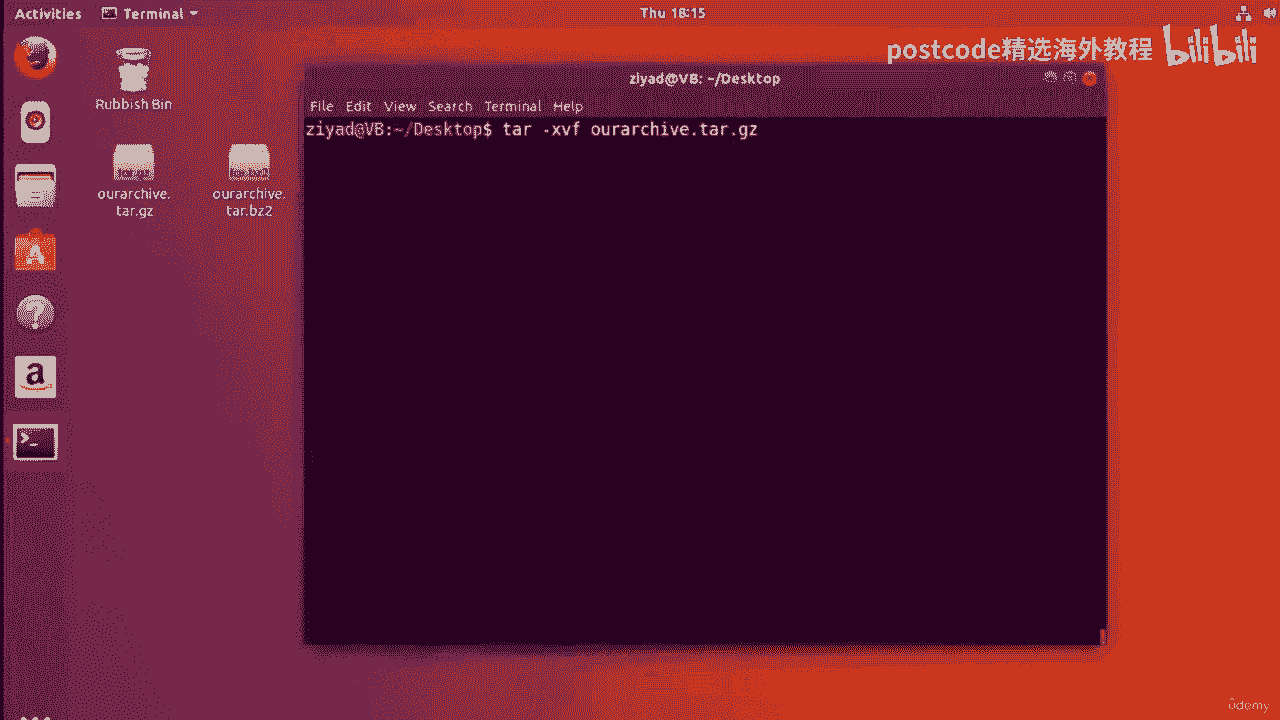 Activities Terminal Thu 18:15
postcode精选海外教程 bilibili
Rubbish Bin
ourarchive.
tar.gz
ourarchive.
tar.bz2
ziyad@VB: ~/Desktop
File Edit View Search Terminal Help
ziyad@VB:~/Desktop$ tar -xvf ourarchive.tar.gz
ûdemy